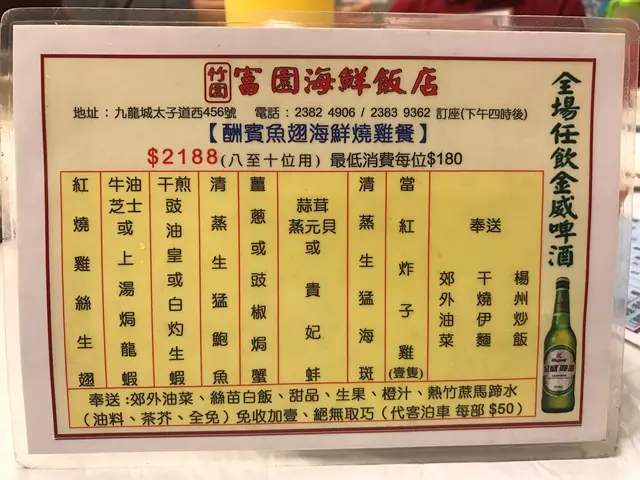 竹園 富園海鮮飯店
地址：九龍城太子道西456號 電話：2382 4906 / 2383 9362 訂座(下午四時後)
【酬賓魚翅海鮮燒雞餐】
$2188(八至十位用) 最低消費每位$180
紅燒雞絲生翅
牛油芝士或上湯焗龍蝦
干煎豉油皇或白灼生蝦
清蒸生猛鮑魚
薑蔥或豉椒焗蟹
蒜茸蒸元貝或貴妃蚌
清蒸生猛海斑
當紅炸子雞(壹隻)
奉送
郊外油菜
干燒伊麵
楊州炒飯
奉送:郊外油菜、絲苗白飯、甜品、生果、橙汁、熱竹蔗馬蹄水
(油料、茶芥、全免)免收加壹、絕無取巧(代客泊車 每部 $50)
全場任飲金威啤酒
金威啤酒